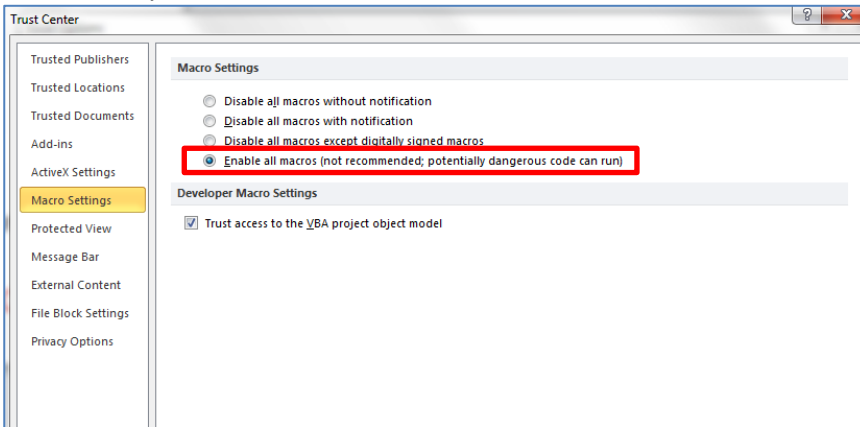 Trust Center
Trusted Publishers
Trusted Locations
Trusted Documents
Add-ins
ActiveX Settings
Macro Settings
Protected View
Message Bar
External Content
File Block Settings
Privacy Options
Macro Settings
Disable all macros without notification
Disable all macros with notification
Disable all macros except digitally signed macros
Enable all macros (not recommended; potentially dangerous code can run)
Developer Macro Settings
Trust access to the VBA project object model